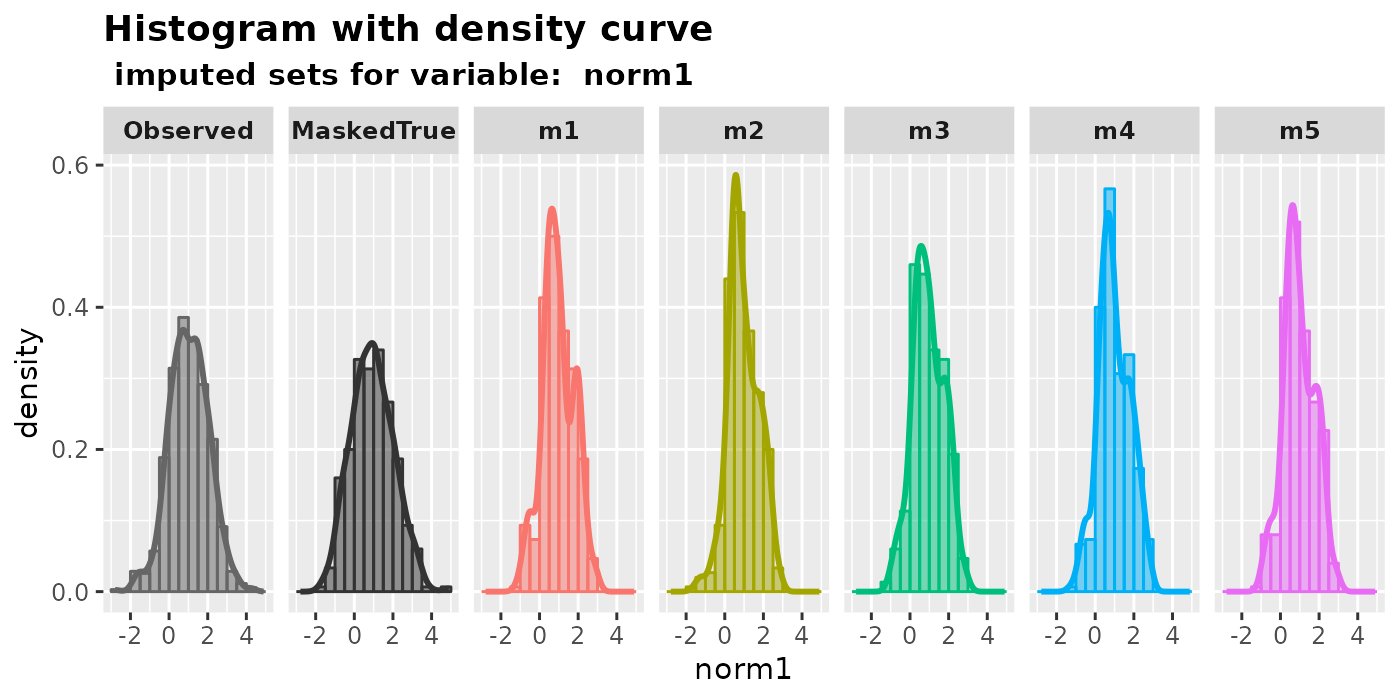 Histogram with density curve
imputed sets for variable:  norm1
Observed MaskedTrue m1 m2 m3 m4 m5
0.6
0.4
0.2
0.0
density
-2 0 2 4 -2 0 2 4 -2 0 2 4 -2 0 2 4 -2 0 2 4 -2 0 2 4 -2 0 2 4
norm1